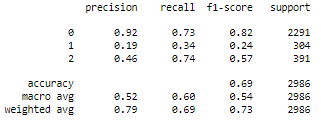 precision recall f1-score support
0 0.92 0.73 0.82 2291
1 0.19 0.34 0.24 304
2 0.46 0.74 0.57 391
accuracy 0.69 2986
macro avg 0.52 0.60 0.54 2986
weighted avg 0.79 0.69 0.73 2986